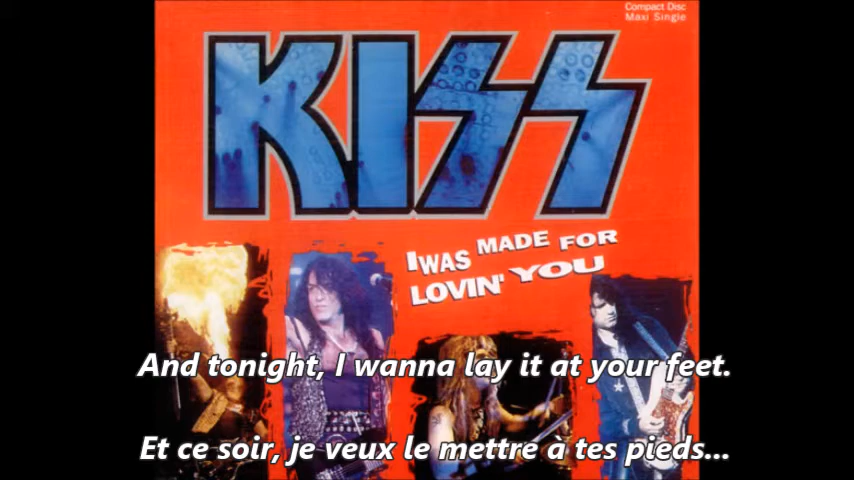 Compact Disc
Maxi Single
KISS
I WAS MADE FOR
LOVIN' YOU
And tonight, I wanna lay it at your feet.
Et ce soir, je veux le mettre à tes pieds...